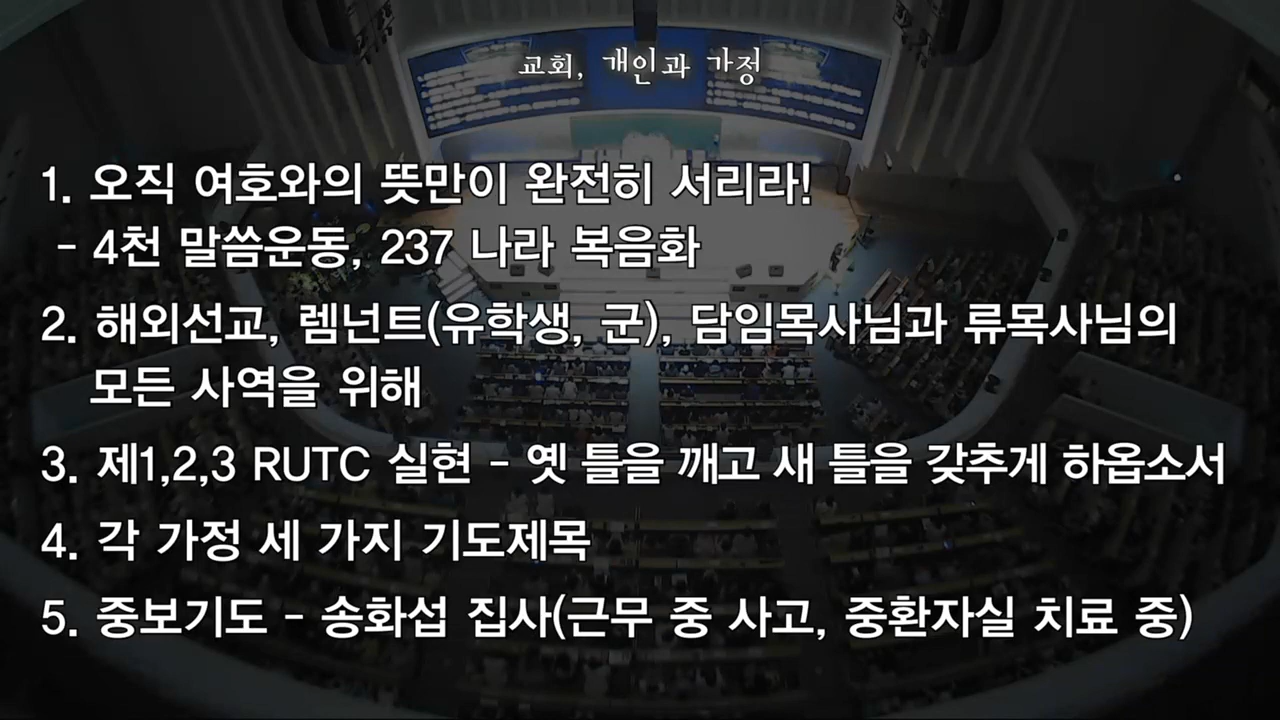 교회, 개인과 가정
1. 오직 여호와의 뜻만이 완전히 서리라!
- 4천 말씀운동, 237 나라 복음화
2. 해외선교, 렘넌트(유학생, 군), 담임목사님과 류목사님의
모든 사역을 위해
3. 제1,2,3 RUTC 실현 - 옛 틀을 깨고 새 틀을 갖추게 하옵소서
4. 각 가정 세 가지 기도제목
5. 중보기도 - 송화섭 집사(근무 중 사고, 중환자실 치료 중)